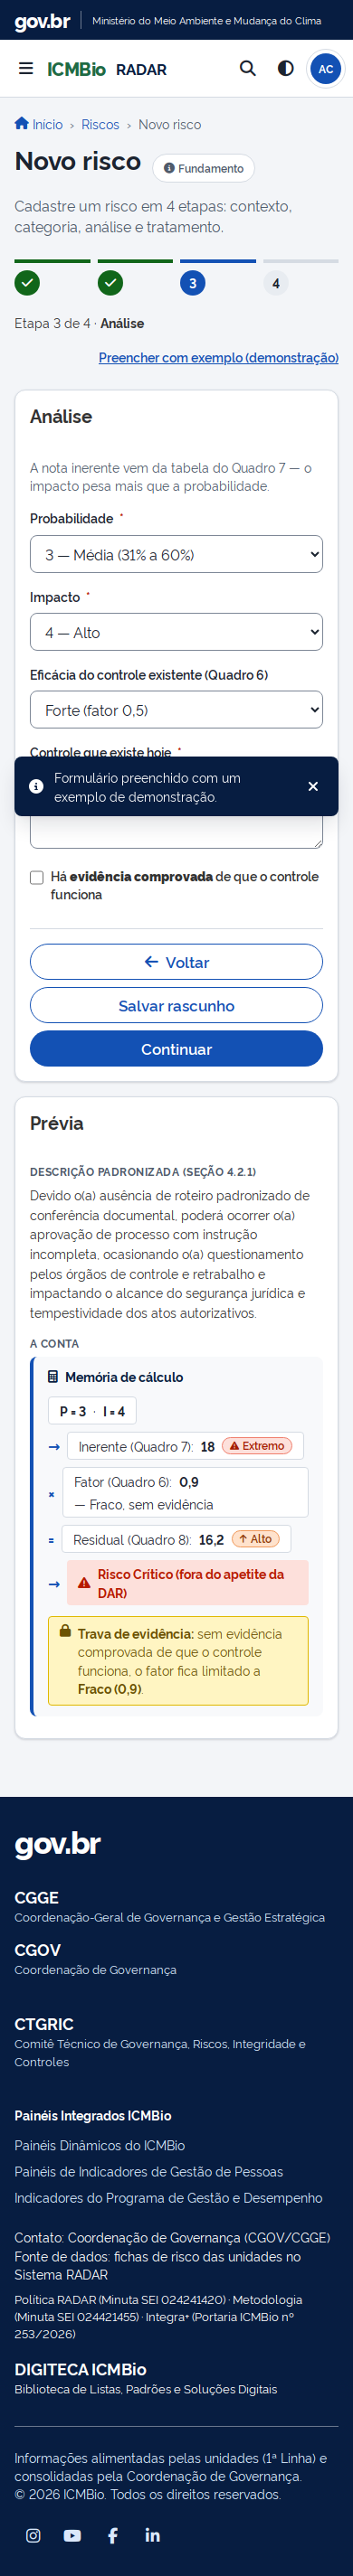 gov.br
Ministério do Meio Ambiente e Mudança do Clima
ICMBio RADAR
AC
Início › Riscos › Novo risco
Novo risco
Fundamento
Cadastre um risco em 4 etapas: contexto,
categoria, análise e tratamento.
3 4
Etapa 3 de 4 · Análise
Preencher com exemplo (demonstração)
Análise
A nota inerente vem da tabela do Quadro 7 — o
impacto pesa mais que a probabilidade.
Probabilidade *
3 — Média (31% a 60%)
Impacto *
4 — Alto
Eficácia do controle existente (Quadro 6)
Forte (fator 0,5)
Controle que existe hoje *
Formulário preenchido com um
exemplo de demonstração.
Há evidência comprovada de que o controle
funciona
Voltar
Salvar rascunho
Continuar
Prévia
DESCRIÇÃO PADRONIZADA (SEÇÃO 4.2.1)
Devido o(a) ausência de roteiro padronizado de
conferência documental, poderá ocorrer o(a)
aprovação de processo com instrução
incompleta, ocasionando o(a) questionamento
pelos órgãos de controle e retrabalho e
impactando o alcance do segurança jurídica e
tempestividade dos atos autorizativos.
A CONTA
Memória de cálculo
P = 3 · I = 4
→ Inerente (Quadro 7): 18 Extremo
× Fator (Quadro 6): 0,9
— Fraco, sem evidência
= Residual (Quadro 8): 16,2 ↑ Alto
→ Risco Crítico (fora do apetite da
DAR)
Trava de evidência: sem evidência
comprovada de que o controle
funciona, o fator fica limitado a
Fraco (0,9).
gov.br
CGGE
Coordenação-Geral de Governança e Gestão Estratégica
CGOV
Coordenação de Governança
CTGRIC
Comitê Técnico de Governança, Riscos, Integridade e
Controles
Painéis Integrados ICMBio
Painéis Dinâmicos do ICMBio
Painéis de Indicadores de Gestão de Pessoas
Indicadores do Programa de Gestão e Desempenho
Contato: Coordenação de Governança (CGOV/CGGE)
Fonte de dados: fichas de risco das unidades no
Sistema RADAR
Política RADAR (Minuta SEI 024241420) · Metodologia
(Minuta SEI 024421455) · Integra+ (Portaria ICMBio nº
253/2026)
DIGITECA ICMBio
Biblioteca de Listas, Padrões e Soluções Digitais
Informações alimentadas pelas unidades (1ª Linha) e
consolidadas pela Coordenação de Governança.
© 2026 ICMBio. Todos os direitos reservados.